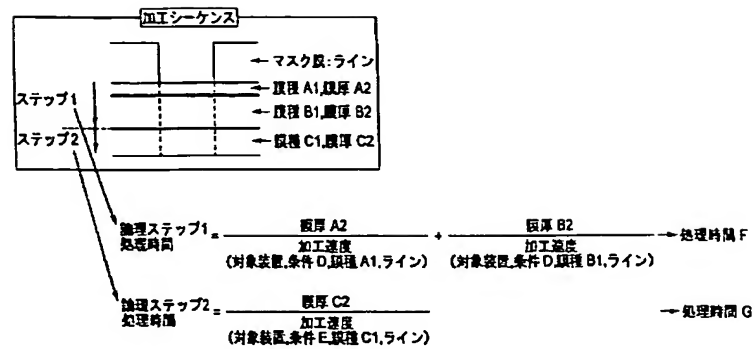 加工シーケンス
マスク膜:ライン
膜種 A1,膜厚 A2
ステップ1
膜種 B1,膜厚 B2
ステップ2
膜種 C1,膜厚 C2
論理ステップ1
処理時間
=
膜厚 A2
加工速度
(対象装置,条件 D,膜種 A1,ライン)
+
膜厚 B2
加工速度
(対象装置,条件 D,膜種 B1,ライン)
処理時間 F
論理ステップ2
処理時間
=
膜厚 C2
加工速度
(対象装置,条件 E,膜種 C1,ライン)
処理時間 G